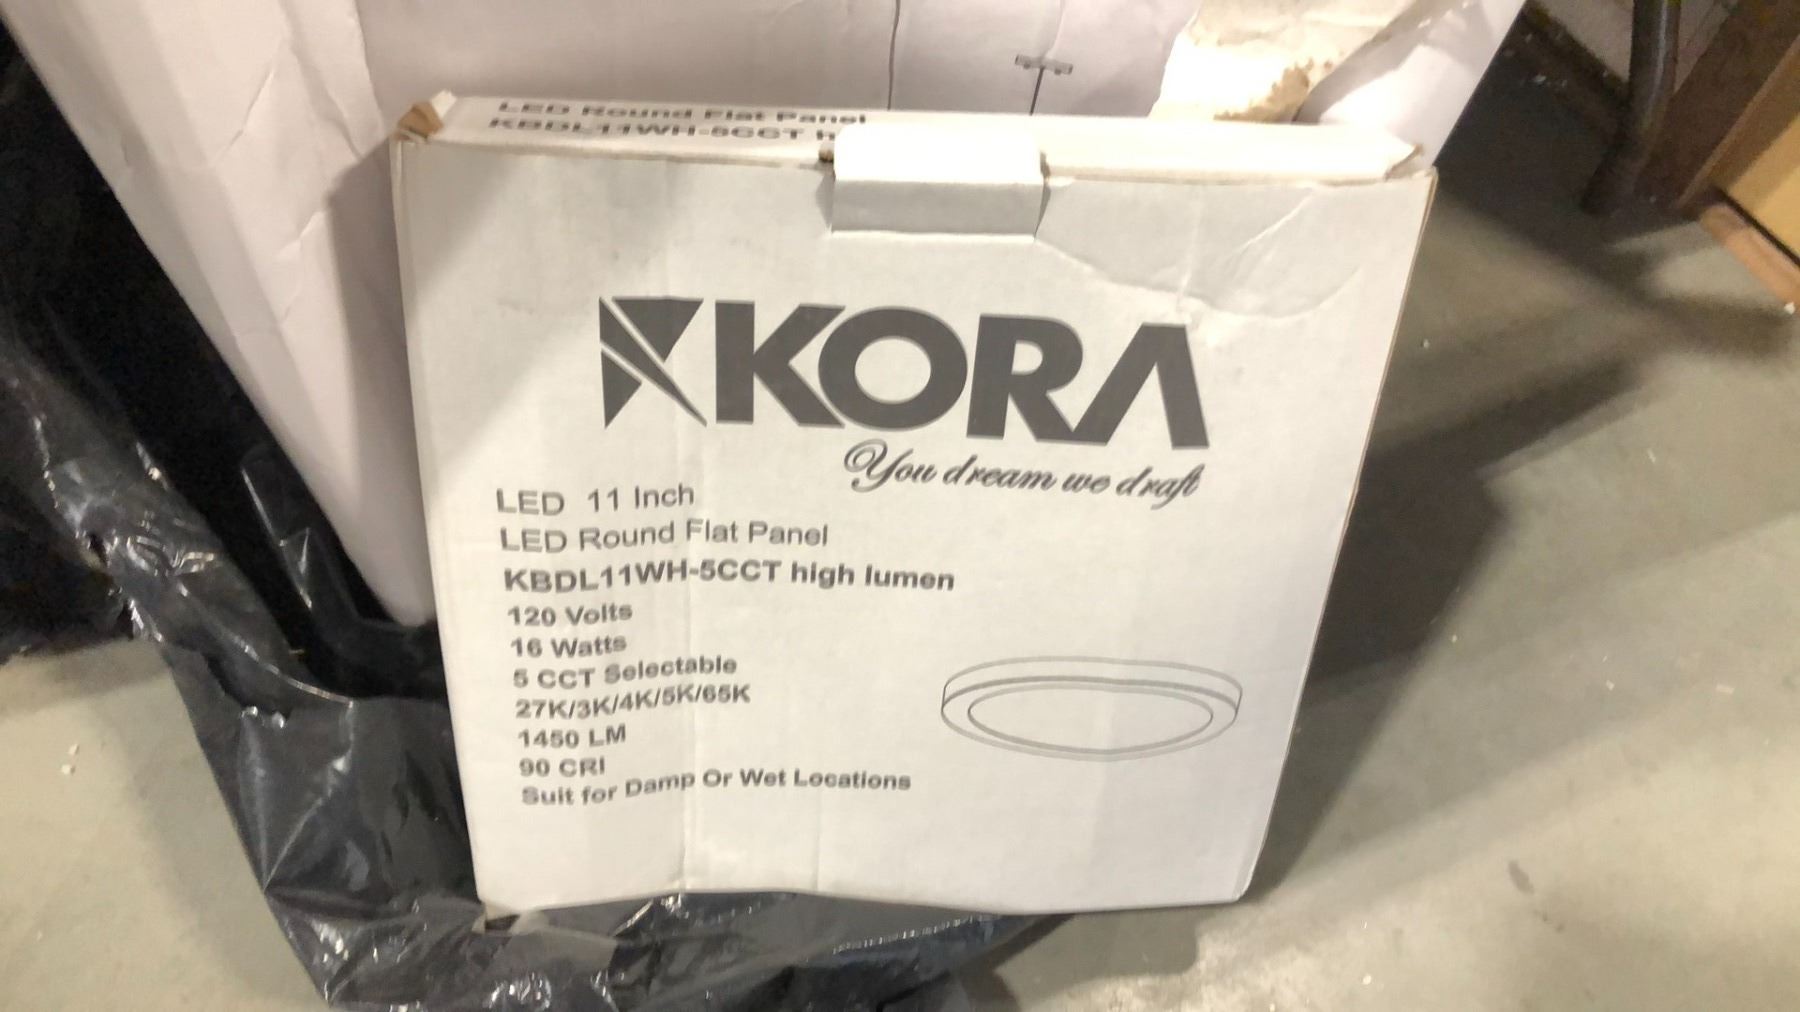 LED Round Flat Panel
KBDL11WH-5CCT
KORA
You dream we draft
LED 11 Inch
LED Round Flat Panel
KBDL11WH-5CCT high lumen
120 Volts
16 Watts
5 CCT Selectable
27K/3K/4K/5K/65K
1450 LM
90 CRI
Suit for Damp Or Wet Locations